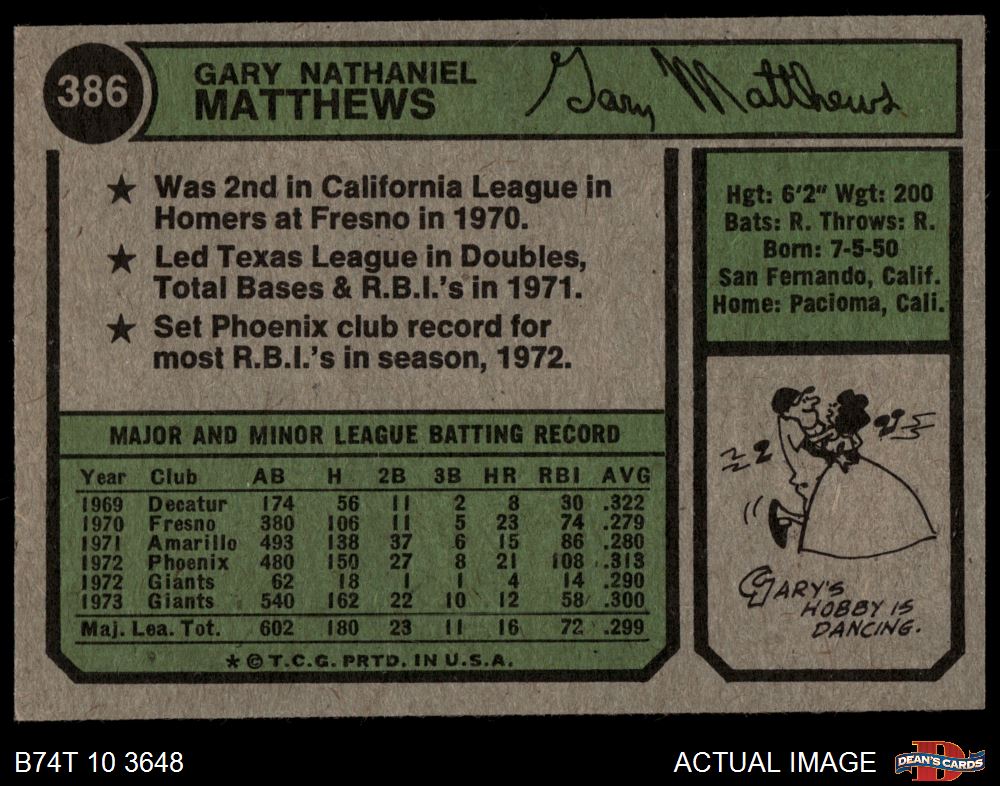 386
GARY NATHANIEL
MATTHEWS
Gary Matthews
★ Was 2nd in California League in
Homers at Fresno in 1970.
★ Led Texas League in Doubles,
Total Bases & R.B.I.'s in 1971.
★ Set Phoenix club record for
most R.B.I.'s in season, 1972.
Hgt: 6'2" Wgt: 200
Bats: R. Throws: R.
Born: 7-5-50
San Fernando, Calif.
Home: Pacioma, Cali.
MAJOR AND MINOR LEAGUE BATTING RECORD
Year Club AB H 2B 3B HR RBI AVG
1969 Decatur 174 56 11 2 8 30 .322
1970 Fresno 380 106 11 5 23 74 .279
1971 Amarillo 493 138 37 6 15 86 .280
1972 Phoenix 480 150 27 8 21 108 .313
1972 Giants 62 18 1 1 4 14 .290
1973 Giants 540 162 22 10 12 58 .300
Maj. Lea. Tot. 602 180 23 11 16 72 .299
★ © T.C.G. PRTD. IN U.S.A.
GARY'S
HOBBY IS
DANCING.
B74T 10 3648
ACTUAL IMAGE
D
DEAN'S CARDS